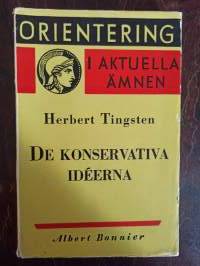 ORIENTERING
I AKTUELLA
ÄMNEN
Herbert Tingsten
DE KONSERVATIVA
IDÉERNA
Albert Bonnier